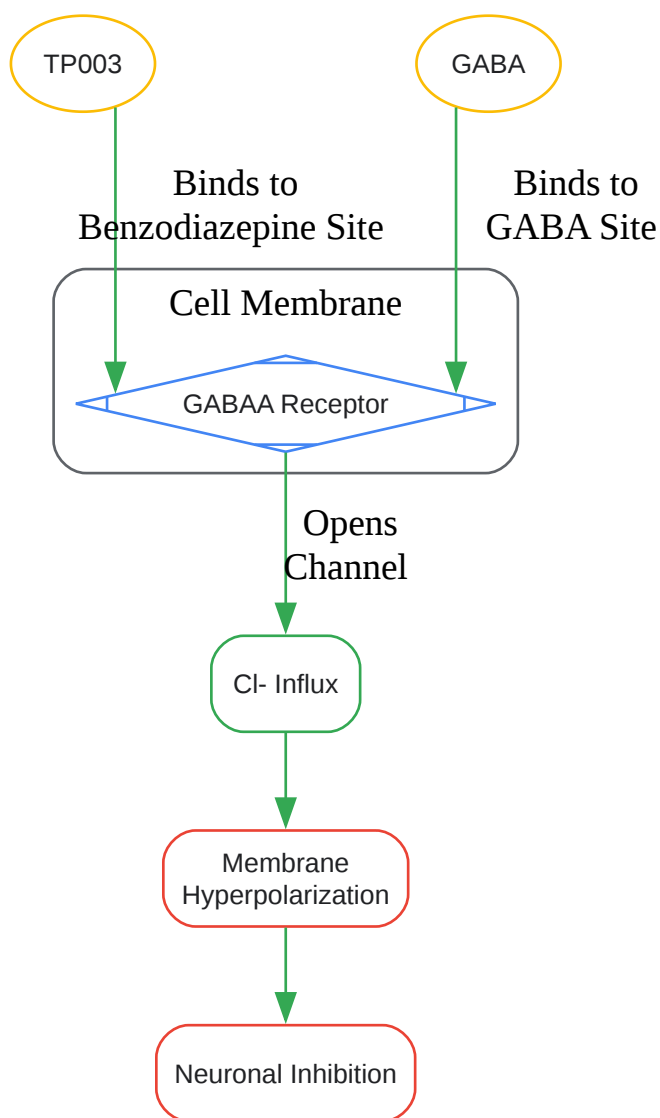 TP003
GABA
Binds to
Benzodiazepine Site
Binds to
GABA Site
Cell Membrane
GABAA Receptor
Opens
Channel
Cl- Influx
Membrane
Hyperpolarization
Neuronal Inhibition